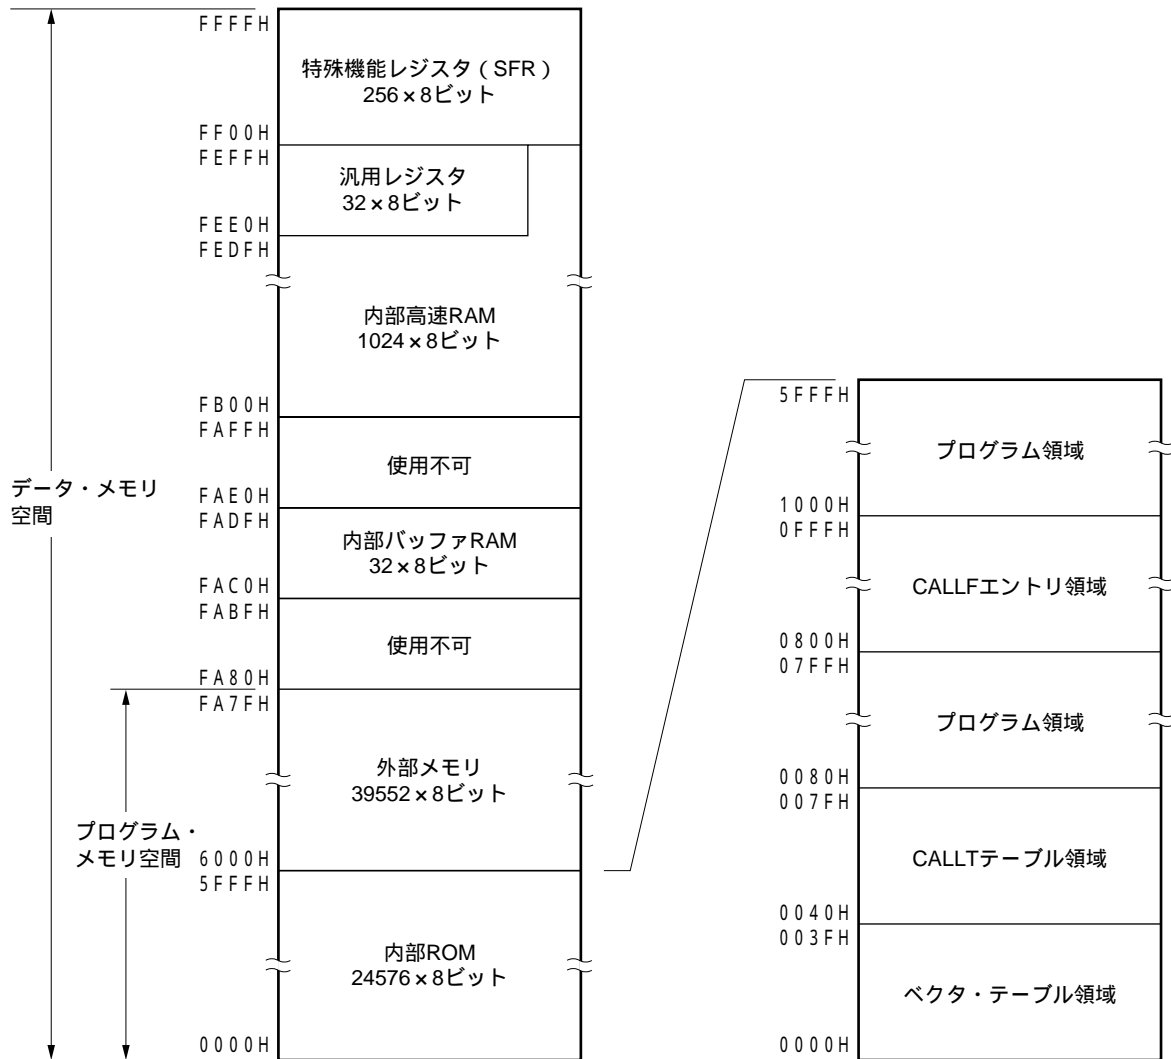 FFFFH
特殊機能レジスタ(SFR)
256×8ビット
FF00H
FEFFH
汎用レジスタ
32×8ビット
FEE0H
FEDFH
内部高速RAM
1024×8ビット
FB00H
FAFFH
使用不可
データ・メモリ
空間
FAE0H
FADFH
内部バッファRAM
32×8ビット
FAC0H
FABFH
使用不可
FA80H
FA7FH
外部メモリ
39552×8ビット
プログラム・
メモリ空間
6000H
5FFFH
内部ROM
24576×8ビット
0000H
5FFFH
プログラム領域
1000H
0FFFH
CALLFエントリ領域
0800H
07FFH
プログラム領域
0080H
007FH
CALLTテーブル領域
0040H
003FH
ベクタ・テーブル領域
0000H